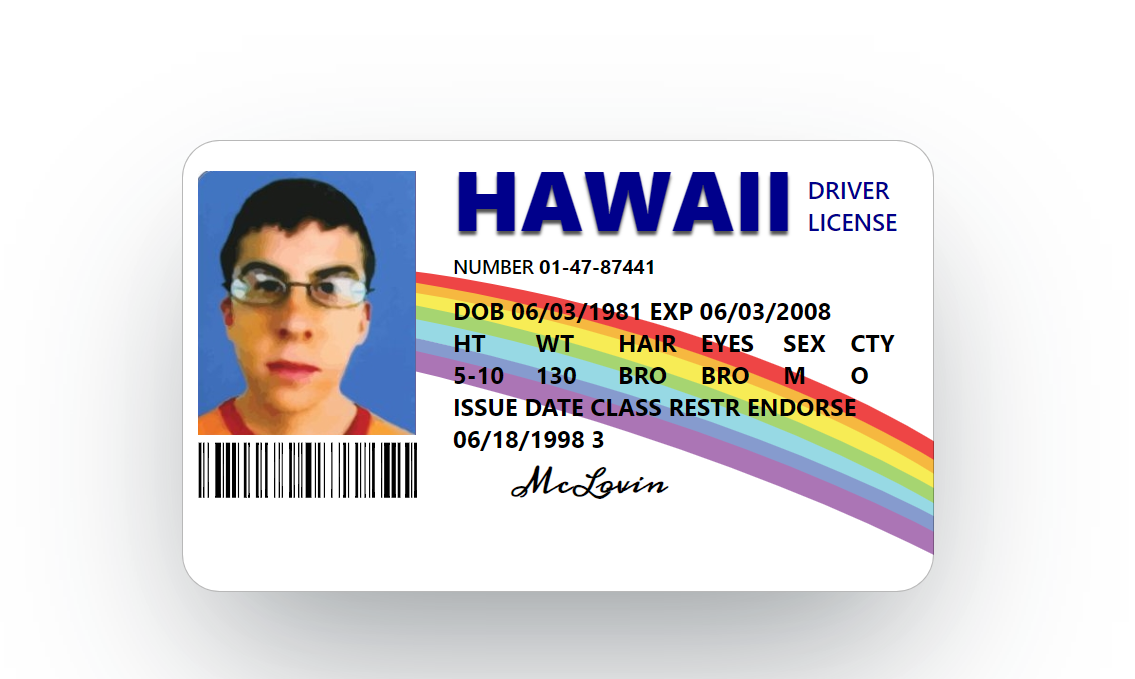 HAWAII DRIVER
LICENSE
NUMBER 01-47-87441
DOB 06/03/1981 EXP 06/03/2008
HT WT HAIR EYES SEX CTY
5-10 130 BRO BRO M O
ISSUE DATE CLASS RESTR ENDORSE
06/18/1998 3
McLovin